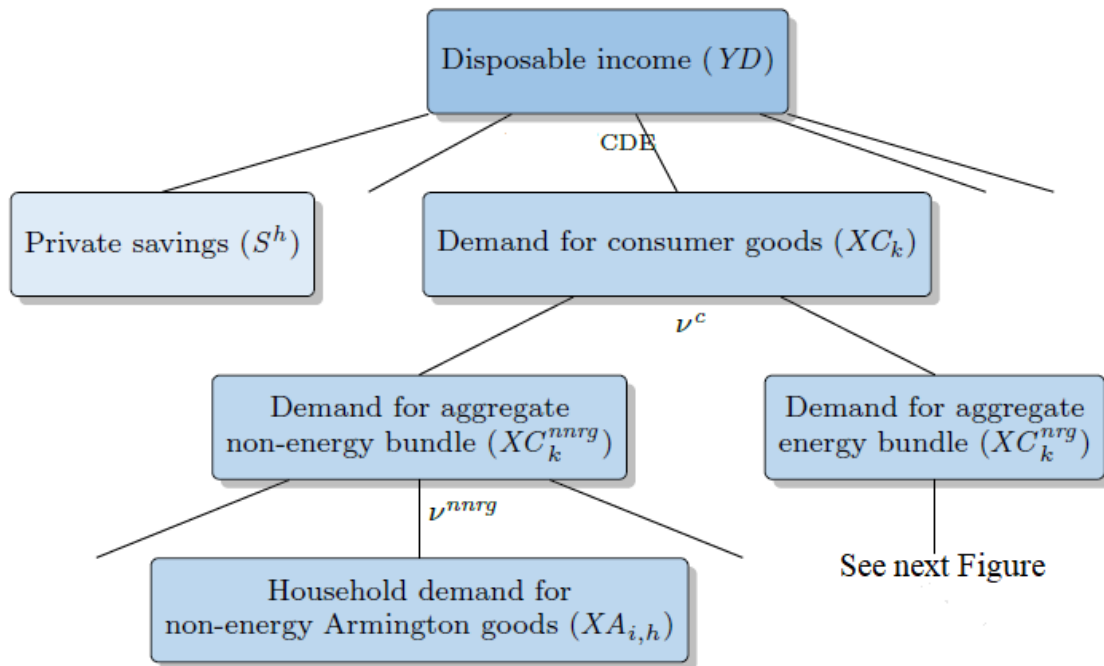 Disposable income (YD)
CDE
Private savings (S^h)
Demand for consumer goods (XC_k)
ν^c
Demand for aggregate
non-energy bundle (XC_k^{nnrg})
Demand for aggregate
energy bundle (XC_k^{nrg})
ν^{nnrg}
See next Figure
Household demand for
non-energy Armington goods (XA_{i,h})